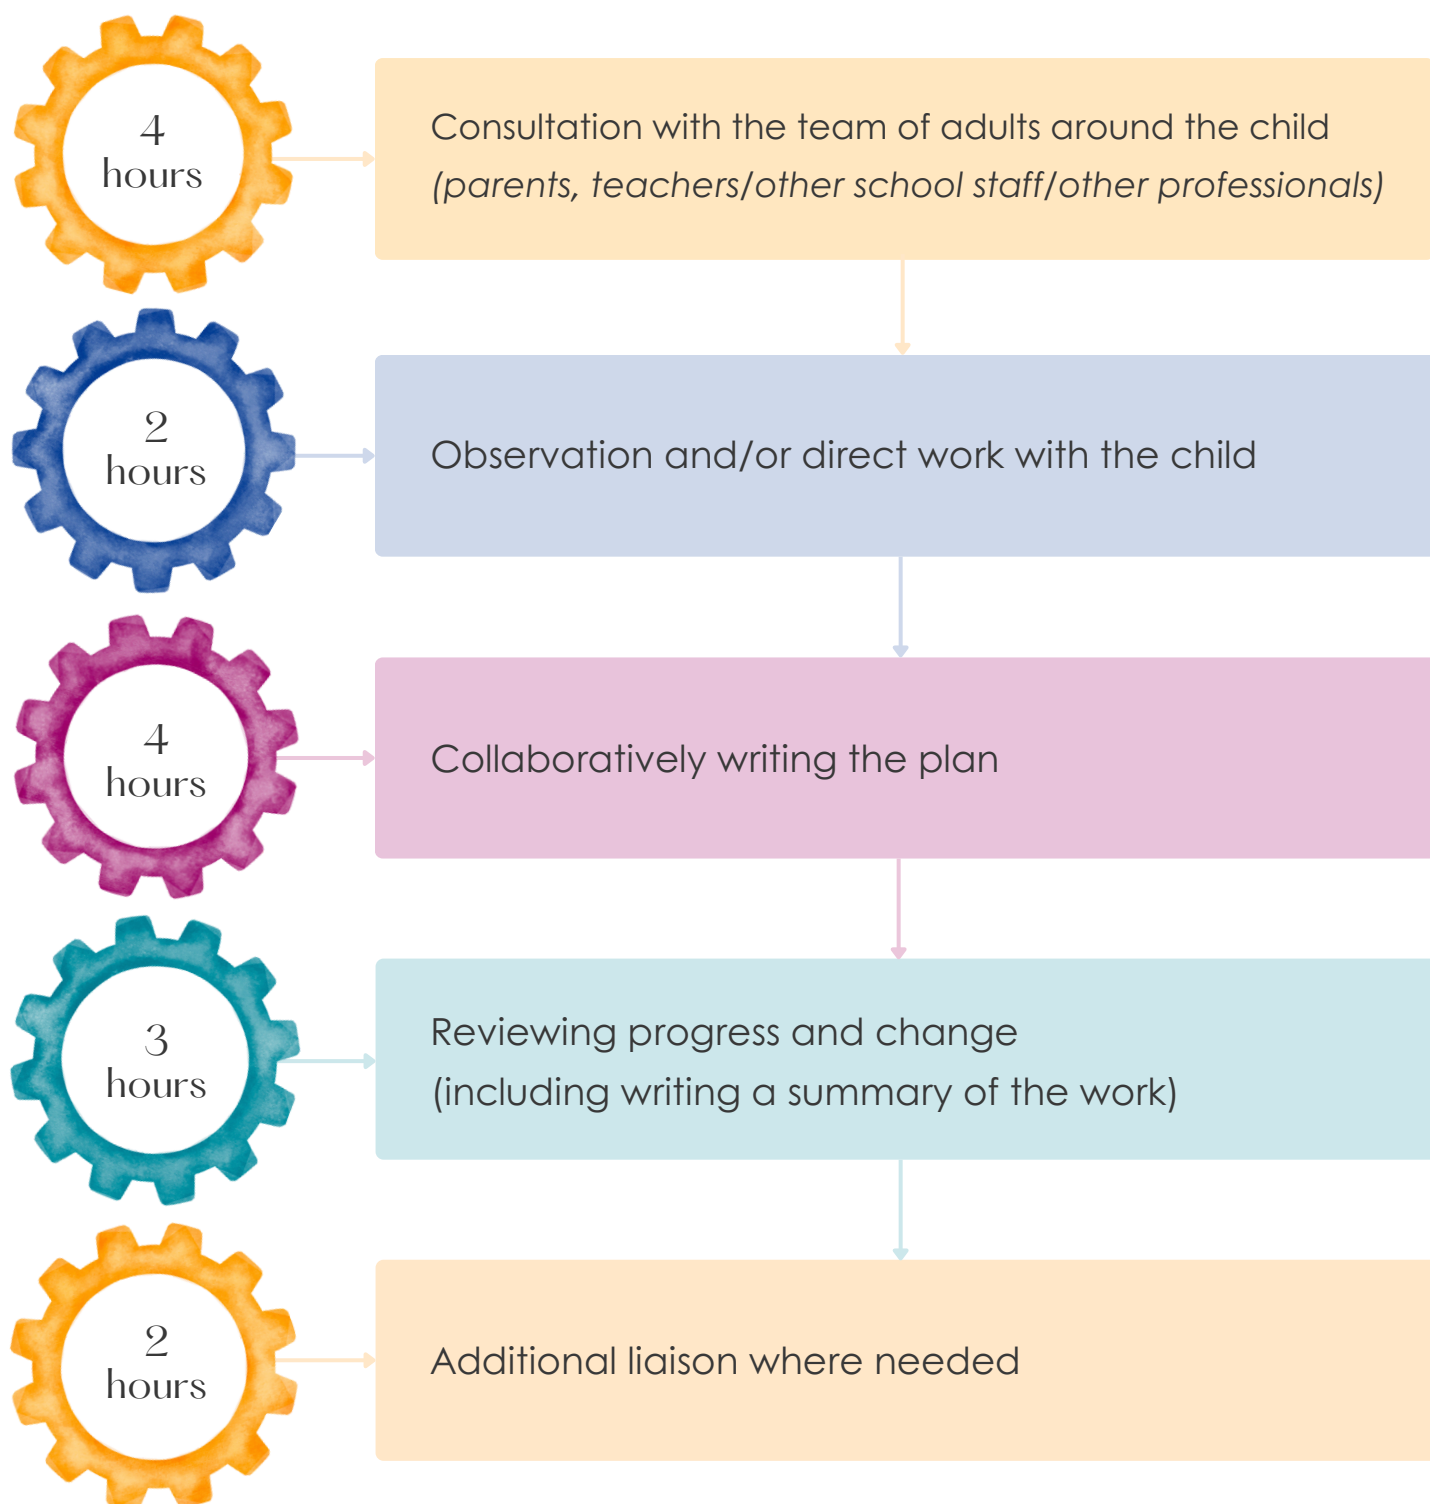 4
hours
Consultation with the team of adults around the child
(parents, teachers/other school staff/other professionals)
2
hours
Observation and/or direct work with the child
4
hours
Collaboratively writing the plan
3
hours
Reviewing progress and change
(including writing a summary of the work)
2
hours
Additional liaison where needed